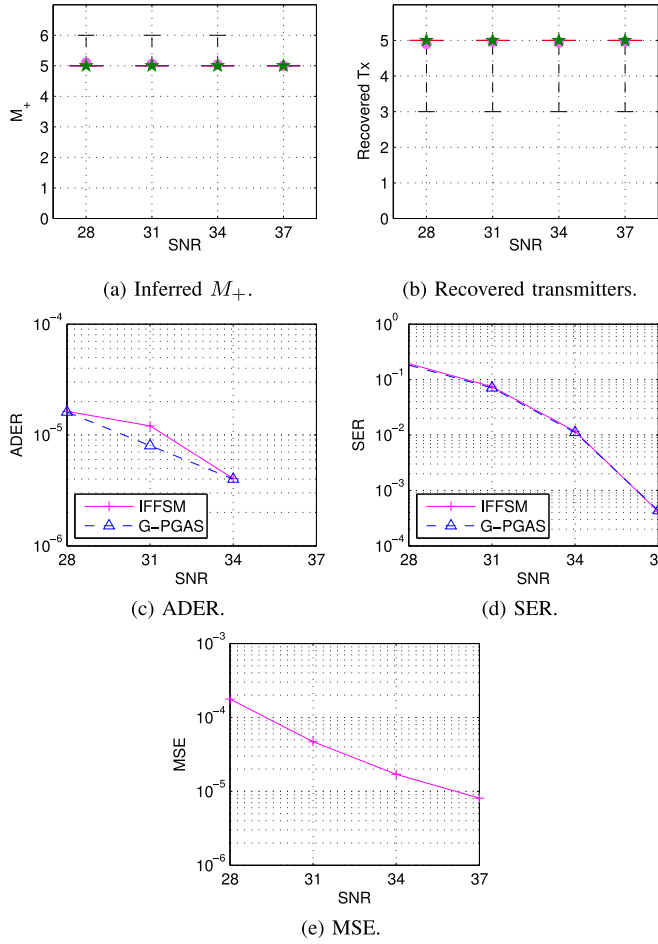 6
5
4
3
2
1
0
M+
28 31 34 37
SNR
(a) Inferred M+.
5
4
3
2
1
0
Recovered Tx
28 31 34 37
SNR
(b) Recovered transmitters.
10^-4
10^-5
10^-6
ADER
IFFSM
G-PGAS
28 31 34 37
SNR
(c) ADER.
10^0
10^-1
10^-2
10^-3
10^-4
SER
IFFSM
G-PGAS
28 31 34
SNR
(d) SER.
10^-3
10^-4
10^-5
10^-6
MSE
28 31 34 37
SNR
(e) MSE.